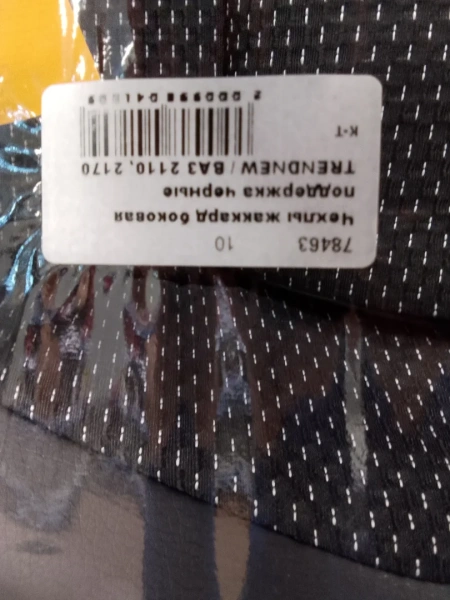 78463 10
Чехлы жаккард боковая
поддержка черные
TRENDNEW / ВАЗ 2110, 2170
К-Т